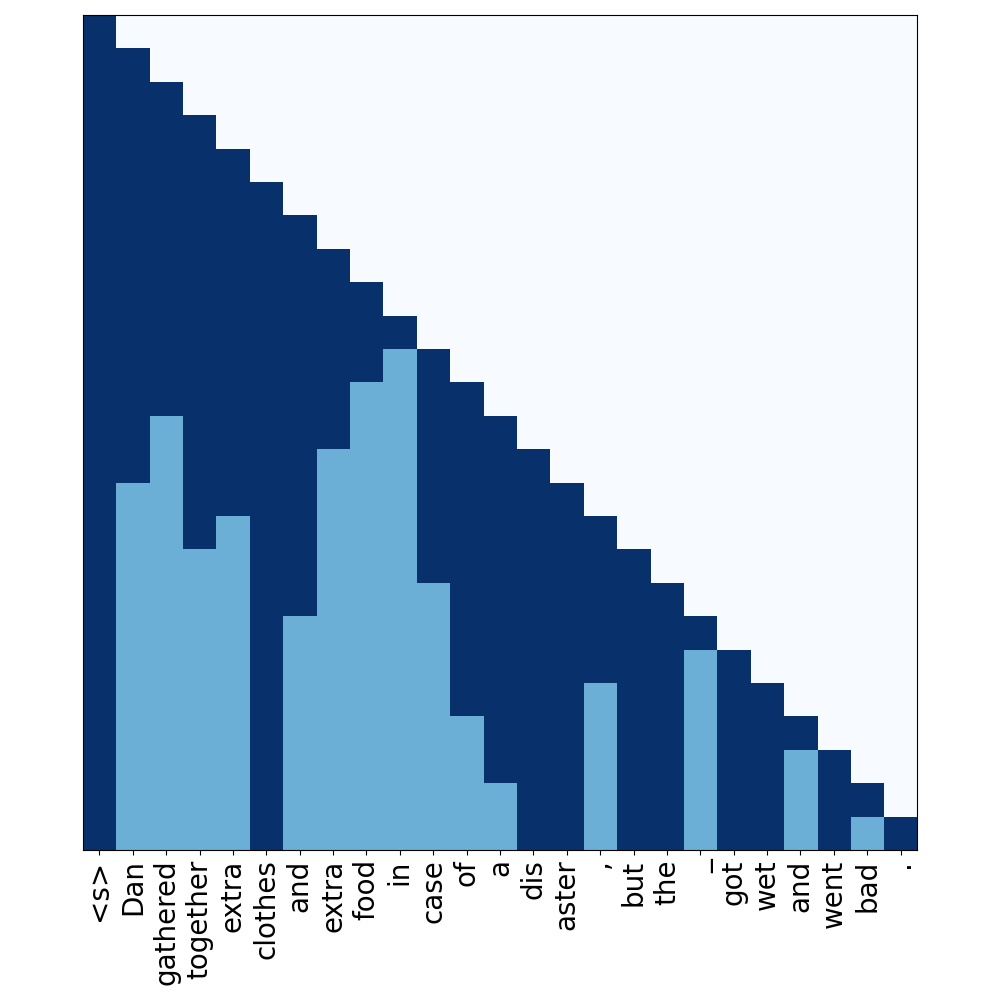 <s> Dan gathered together extra clothes and extra food in case of a dis aster , but the _ got wet and went bad .